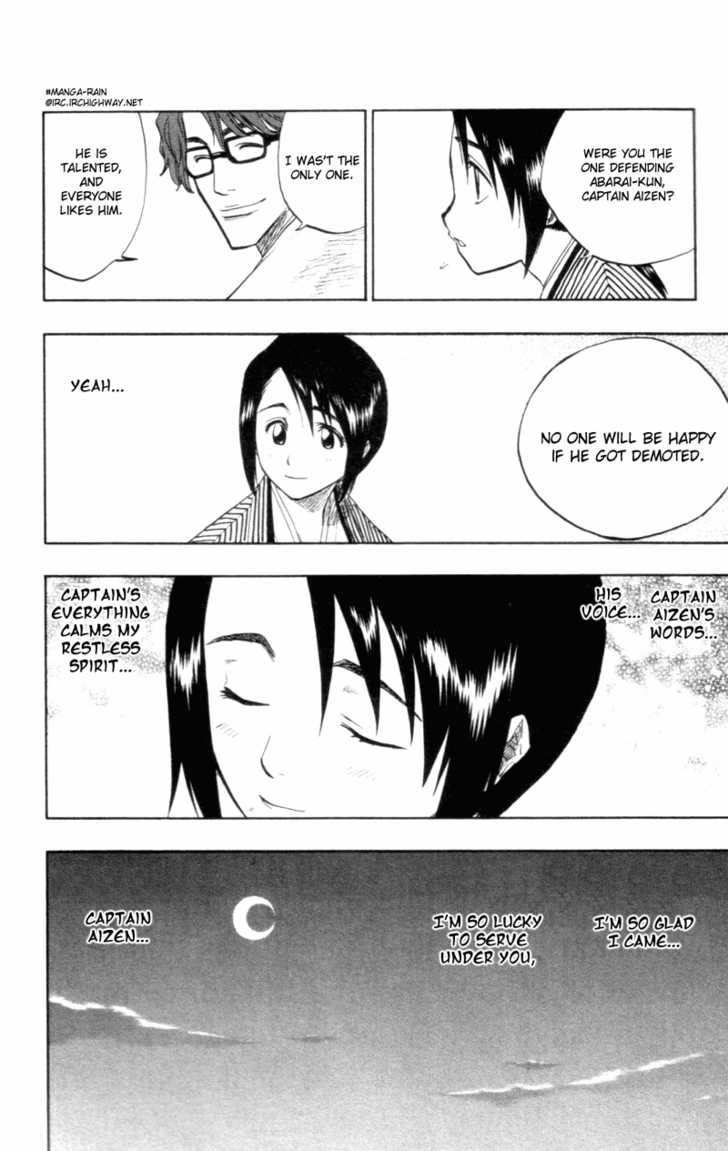 #MANGA-RAIN
@IRC.IRCHIGHWAY.NET
WERE YOU THE
ONE DEFENDING
ABARAI-KUN,
CAPTAIN AIZEN?
I WAS'T THE
ONLY ONE.
HE IS
TALENTED,
AND
EVERYONE
LIKES HIM.
NO ONE WILL BE HAPPY
IF HE GOT DEMOTED.
YEAH...
CAPTAIN
AIZEN'S
WORDS...
HIS
VOICE...
CAPTAIN'S
EVERYTHING
CALMS MY
RESTLESS
SPIRIT...
I'M SO GLAD
I CAME...
I'M SO LUCKY
TO SERVE
UNDER YOU,
CAPTAIN
AIZEN...